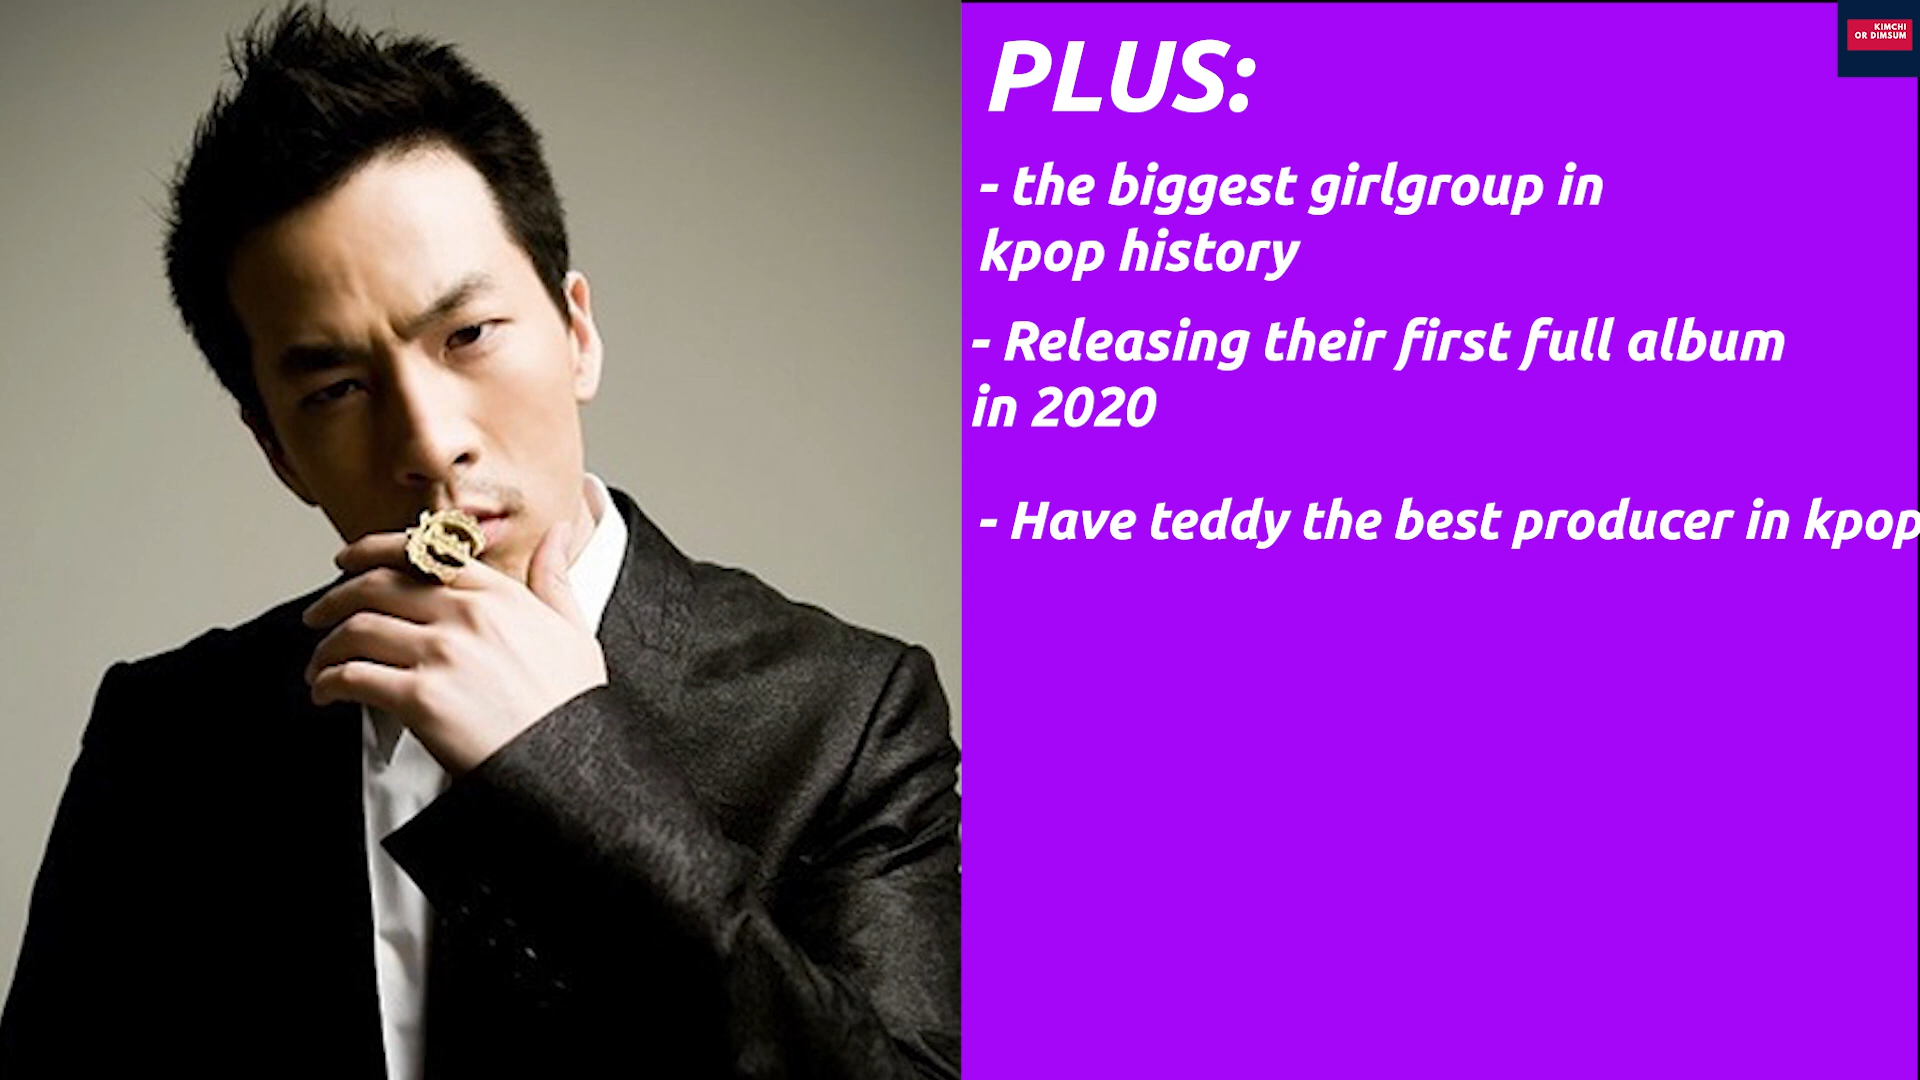 PLUS:
KIMCHI
OR DIMSUM
- the biggest girlgroup in
kpop history
- Releasing their first full album
in 2020
- Have teddy the best producer in kpop